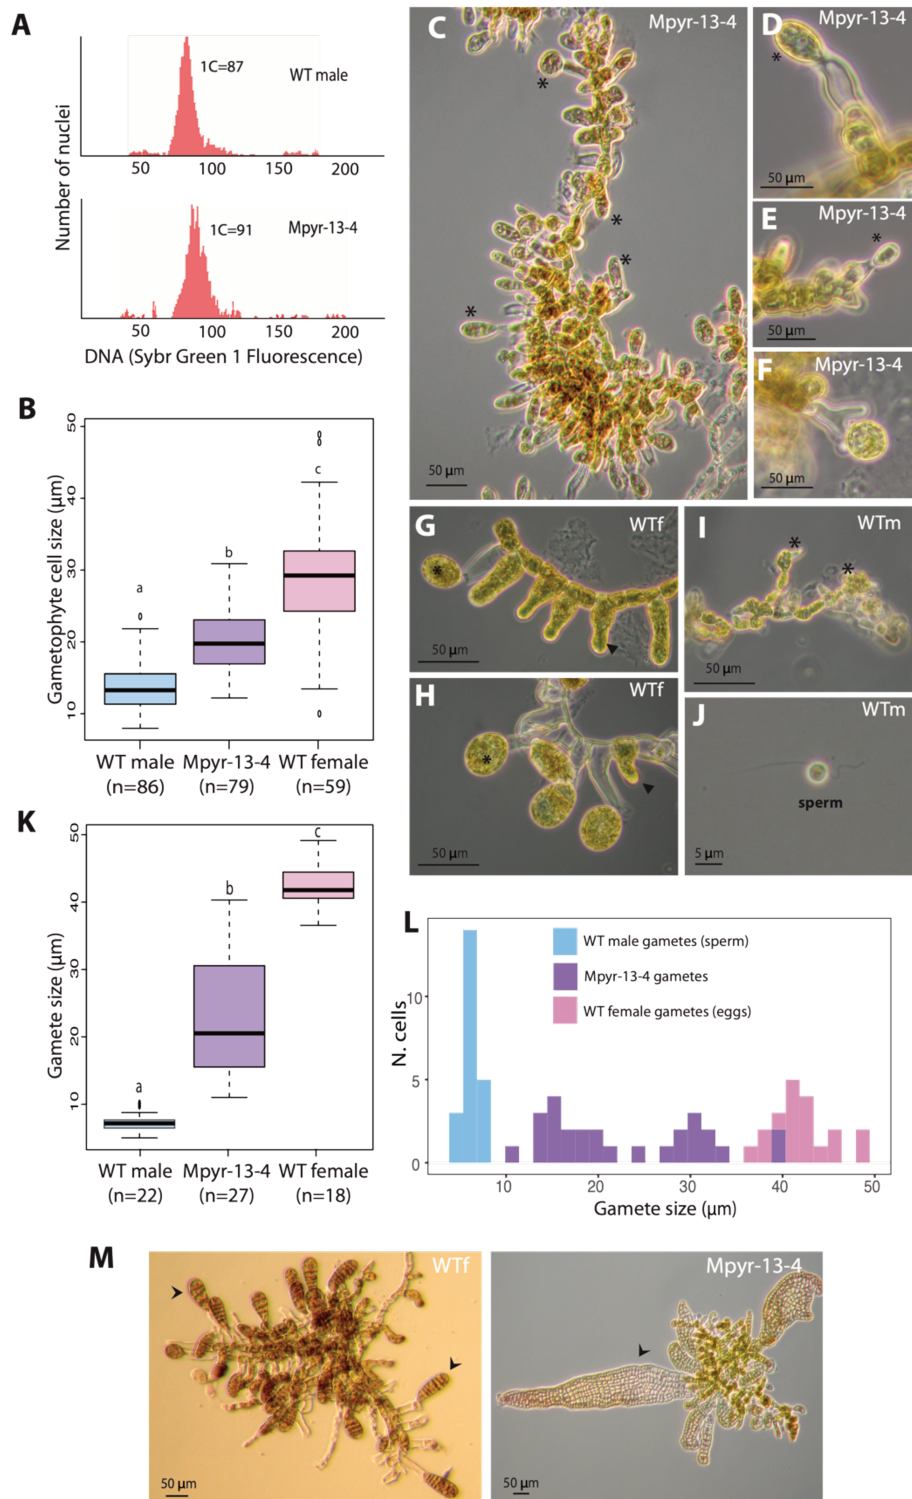 A
Number of nuclei
1C=87
WT male
50 100 150 200
1C=91
Mpyr-13-4
50 100 150 200
DNA (Sybr Green 1 Fluorescence)
B
Gametophyte cell size (µm)
50
40
30
20
10
a
b
c
WT male
(n=86)
Mpyr-13-4
(n=79)
WT female
(n=59)
C
Mpyr-13-4
*
*
*
*
50 µm
D
Mpyr-13-4
*
50 µm
E
Mpyr-13-4
*
50 µm
F
Mpyr-13-4
50 µm
G
WTf
*
50 µm
H
WTf
*
50 µm
I
WTm
*
*
50 µm
J
WTm
sperm
5 µm
K
Gamete size (µm)
50
40
30
20
10
a
b
c
WT male
(n=22)
Mpyr-13-4
(n=27)
WT female
(n=18)
L
N. cells
10
5
0
WT male gametes (sperm)
Mpyr-13-4 gametes
WT female gametes (eggs)
10 20 30 40 50
Gamete size (µm)
M
WTf
50 µm
Mpyr-13-4
50 µm